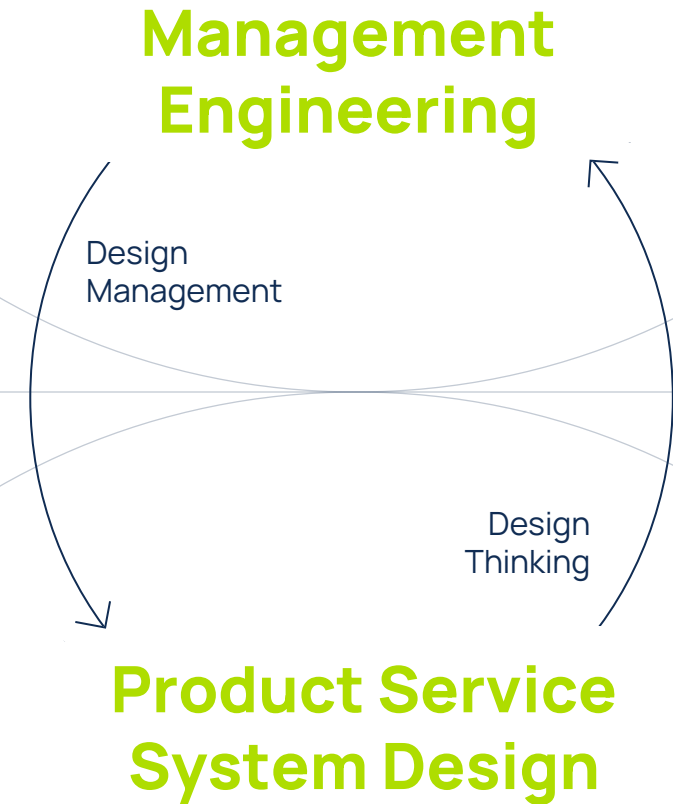 Management
Engineering
Design
Management
Design
Thinking
Product Service
System Design